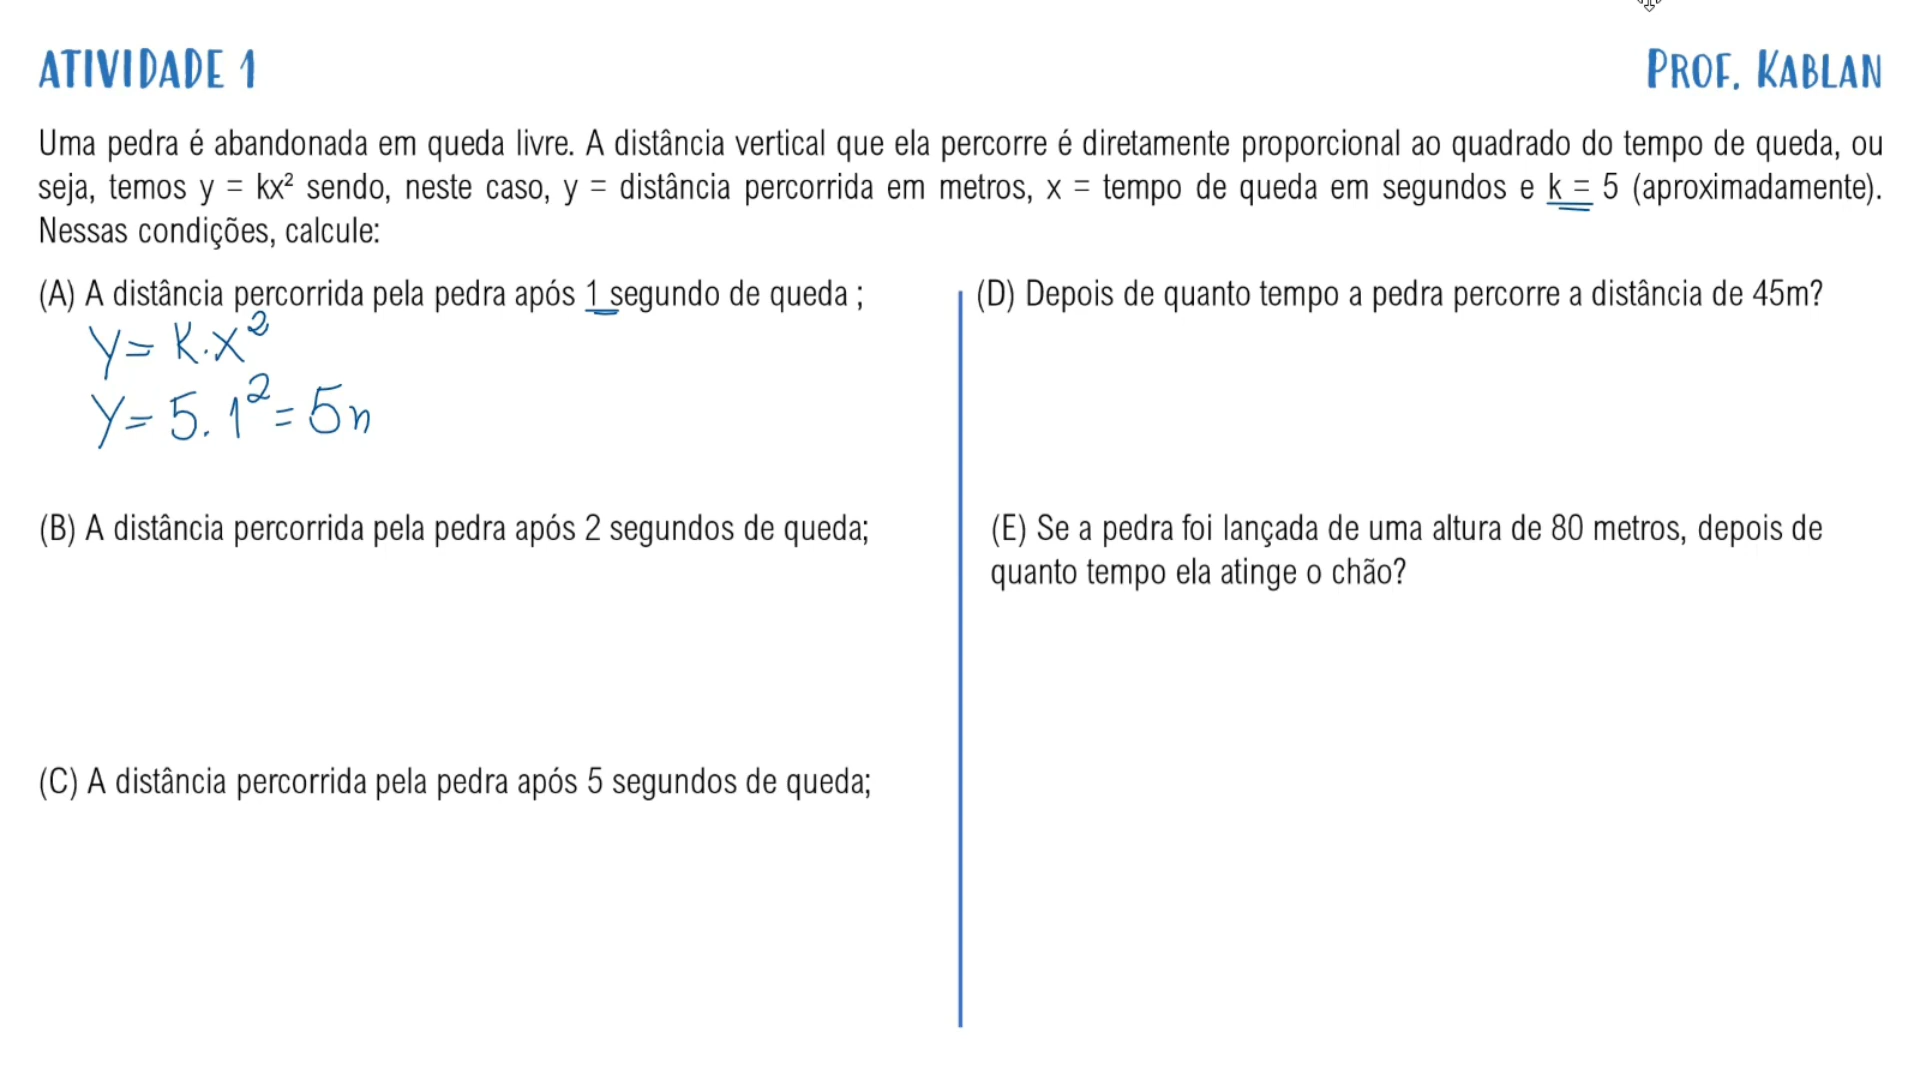 ATIVIDADE 1
PROF. KABLAN
Uma pedra é abandonada em queda livre. A distância vertical que ela percorre é diretamente proporcional ao quadrado do tempo de queda, ou
seja, temos y = kx² sendo, neste caso, y = distância percorrida em metros, x = tempo de queda em segundos e k = 5 (aproximadamente).
Nessas condições, calcule:
(A) A distância percorrida pela pedra após 1 segundo de queda ;
y = k.x²
y = 5. 1² = 5n
(B) A distância percorrida pela pedra após 2 segundos de queda;
(C) A distância percorrida pela pedra após 5 segundos de queda;
(D) Depois de quanto tempo a pedra percorre a distância de 45m?
(E) Se a pedra foi lançada de uma altura de 80 metros, depois de
quanto tempo ela atinge o chão?